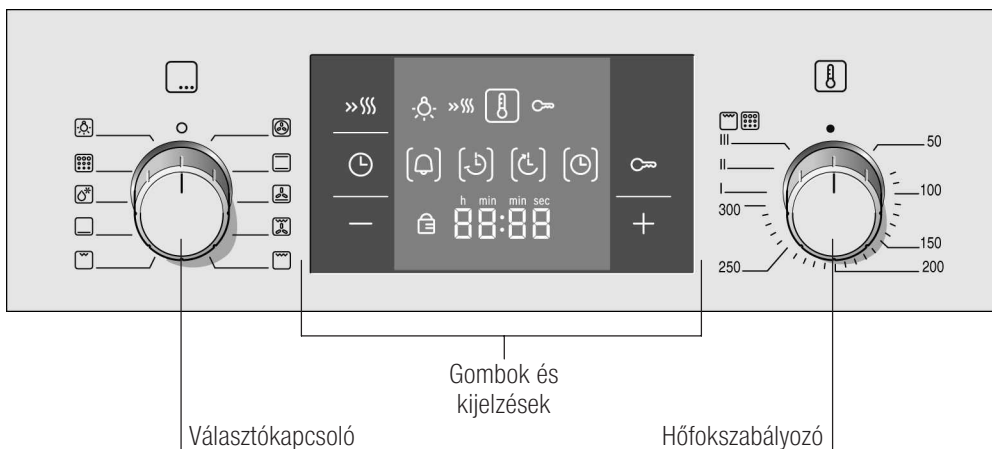 h min min sec
88:88
III
II
I
300
250
50
100
150
200
Gombok és
kijelzések
Választókapcsoló
Hőfokszabályozó